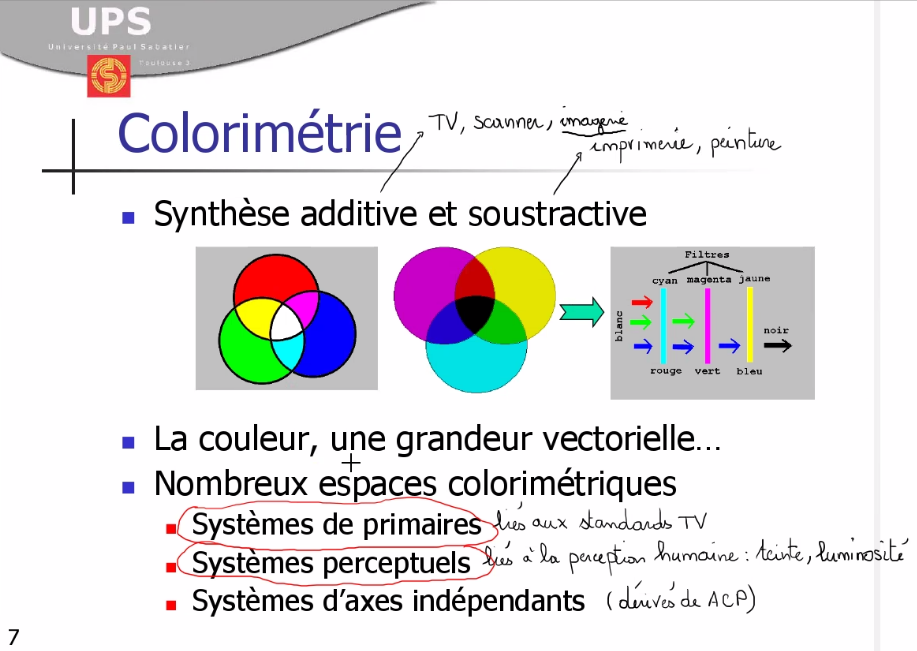 UPS
Université Paul Sabatier
Toulouse 3
Colorimétrie
TV, scanner, imagerie
imprimerie, peinture
Synthèse additive et soustractive
Filtres
cyan magenta jaune
blanc
noir
rouge vert bleu
La couleur, une grandeur vectorielle…
Nombreux espaces colorimétriques
Systèmes de primaires liés aux standards TV
Systèmes perceptuels liés à la perception humaine : teinte, luminosité
Systèmes d'axes indépendants (dérivés de ACP)
7